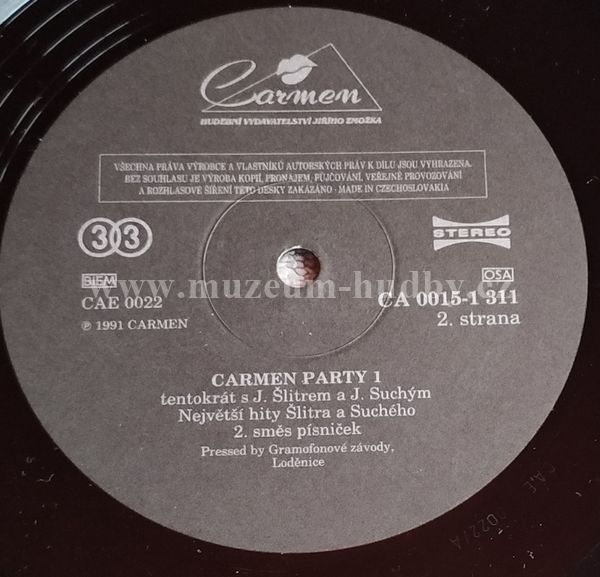 Carmen
HUDEBNÍ VYDAVATELSTVÍ JIŘÍHO ZMOŽKA
VŠECHNA PRÁVA VÝROBCE A VLASTNÍKŮ AUTORSKÝCH PRÁV K DÍLU JSOU VYHRAZENA.
BEZ SOUHLASU JE VÝROBA KOPIÍ, PRONÁJEM, PŮJČOVÁNÍ, VEŘEJNÉ PROVOZOVÁNÍ
A ROZHLASOVÉ ŠÍŘENÍ TÉTO DESKY ZAKÁZÁNO · MADE IN CZECHOSLOVAKIA
33 STEREO
BIEM OSA
www.muzeum-hudby.cz
CAE 0022 CA 0015-1 311
℗ 1991 CARMEN 2. strana
CARMEN PARTY 1
tentokrát s J. Šlitrem a J. Suchým
Největší hity Šlitra a Suchého
2. směs písniček
Pressed by Gramofonové závody,
Loděnice
CAE 0022/A